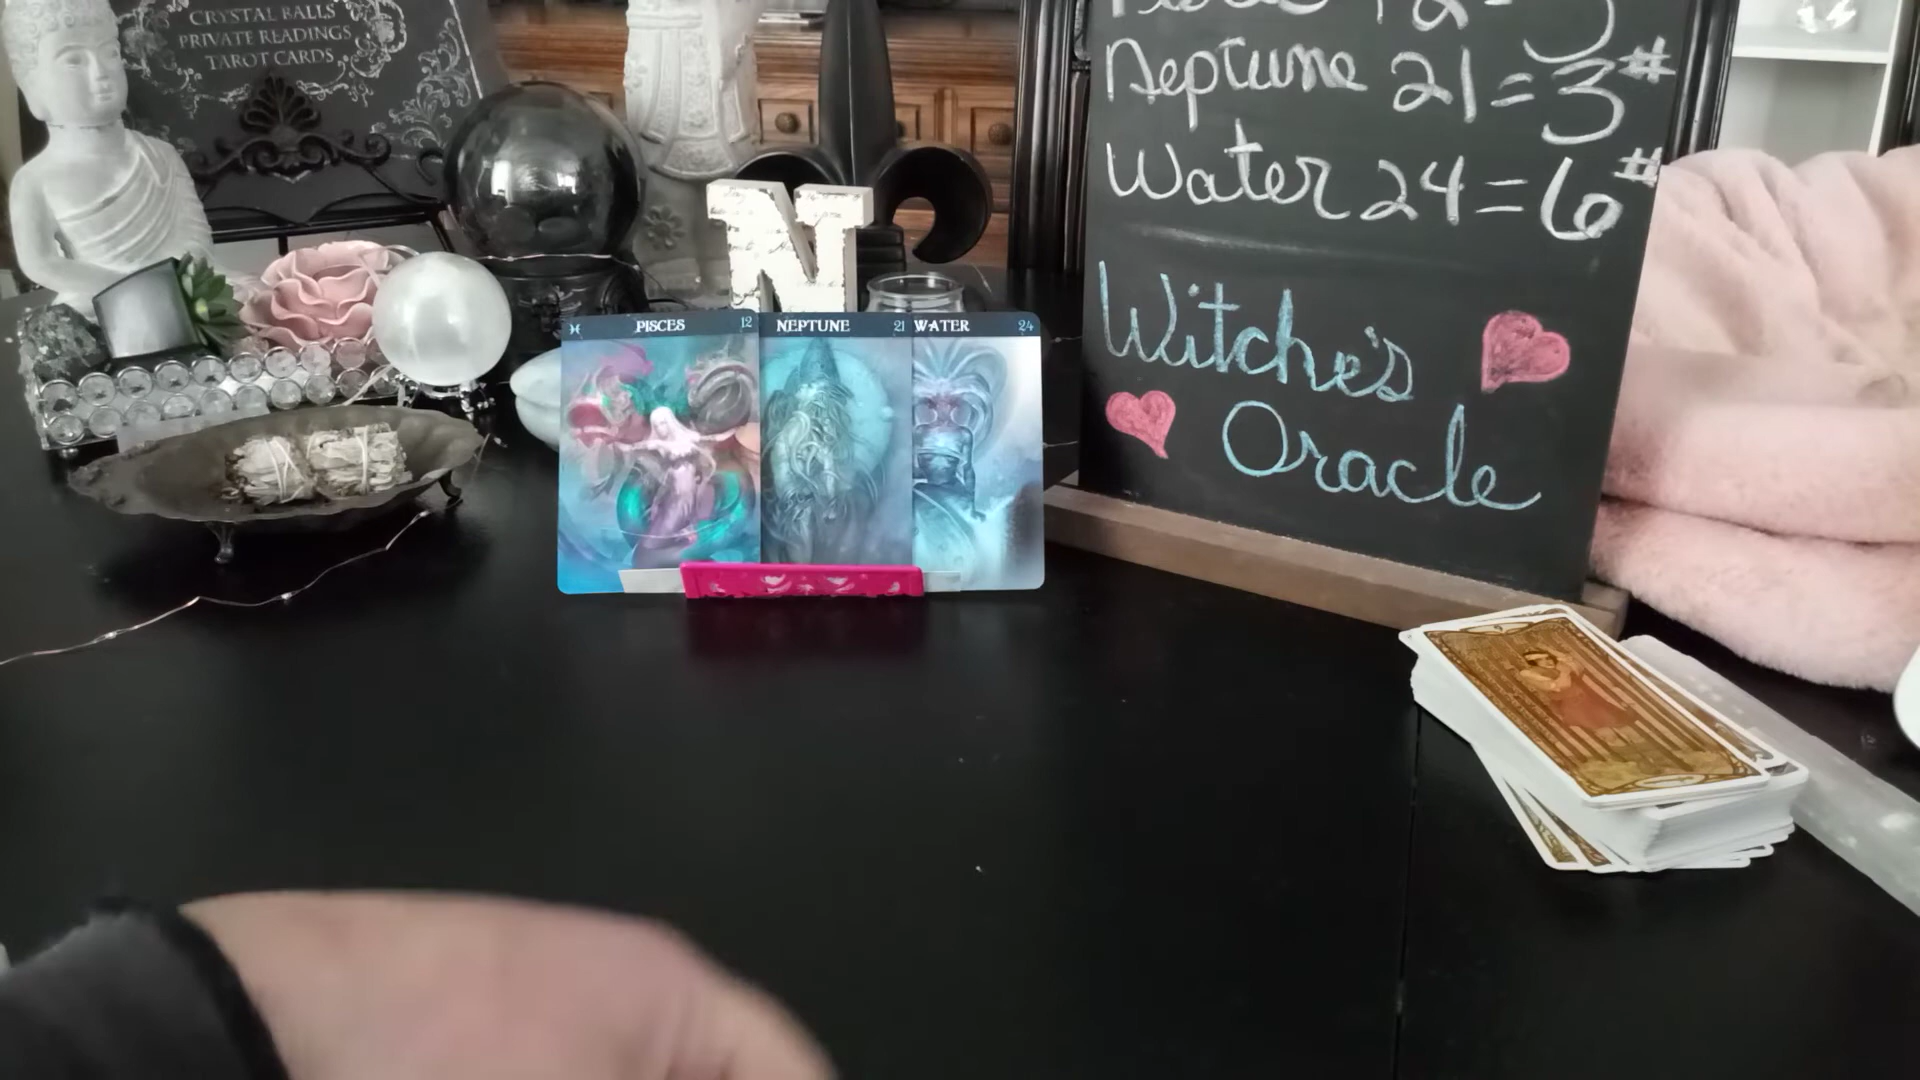 CRYSTAL BALLS
PRIVATE READINGS
TAROT CARDS
12 =
Neptune 21 = 3 #
Water 24 = 6 #
Witche's
Oracle
N
PISCES 12
NEPTUNE 21
WATER 24